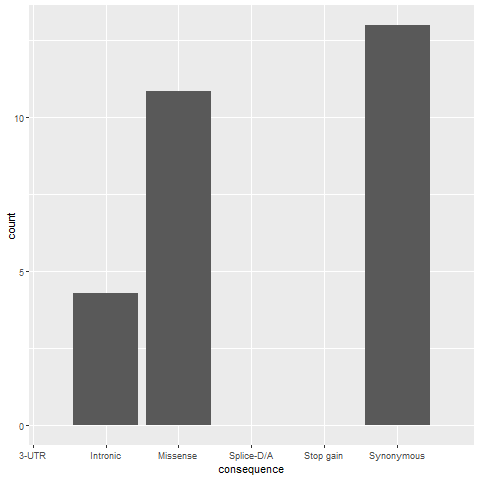 10
5
0
count
3-UTR Intronic Missense Splice-D/A Stop gain Synonymous
consequence